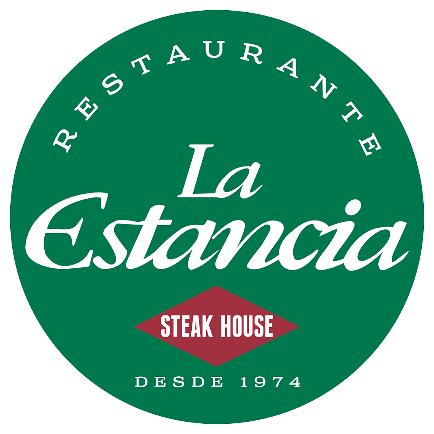 RESTAURANTE
La
Estancia
STEAK HOUSE
DESDE 1974